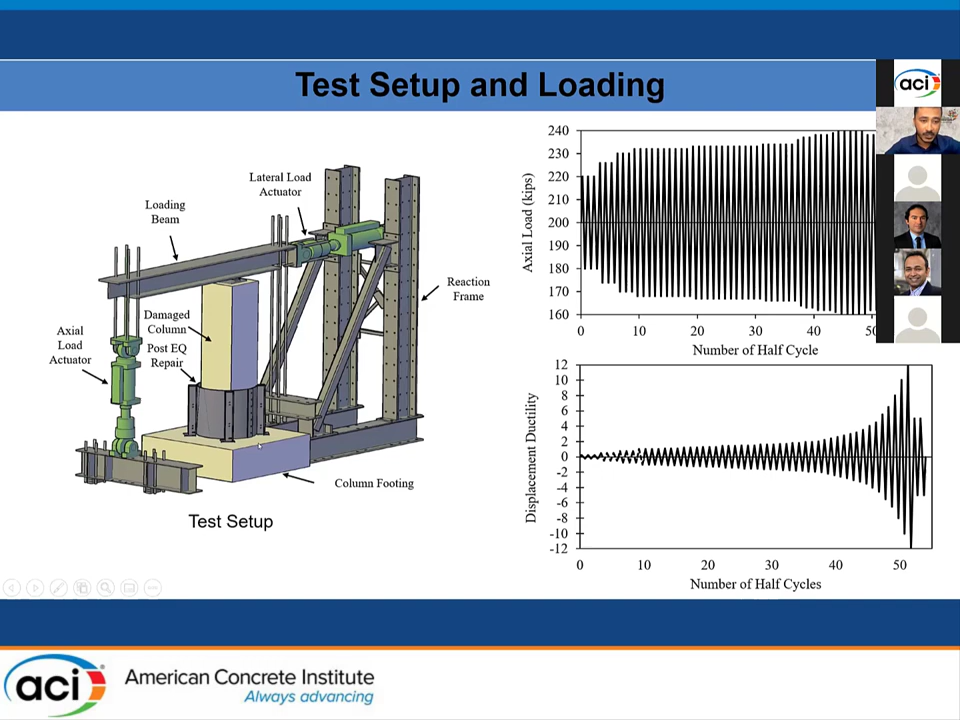 Test Setup and Loading
aci
Lateral Load
Actuator
Loading
Beam
Reaction
Frame
Damaged
Column
Post EQ
Repair
Axial
Load
Actuator
Column Footing
Test Setup
Axial Load (kips)
240
230
220
210
200
190
180
170
160
0 10 20 30 40 50
Number of Half Cycle
Displacement Ductility
12
10
8
6
4
2
0
-2
-4
-6
-8
-10
-12
0 10 20 30 40 50
Number of Half Cycles
aci
American Concrete Institute
Always advancing